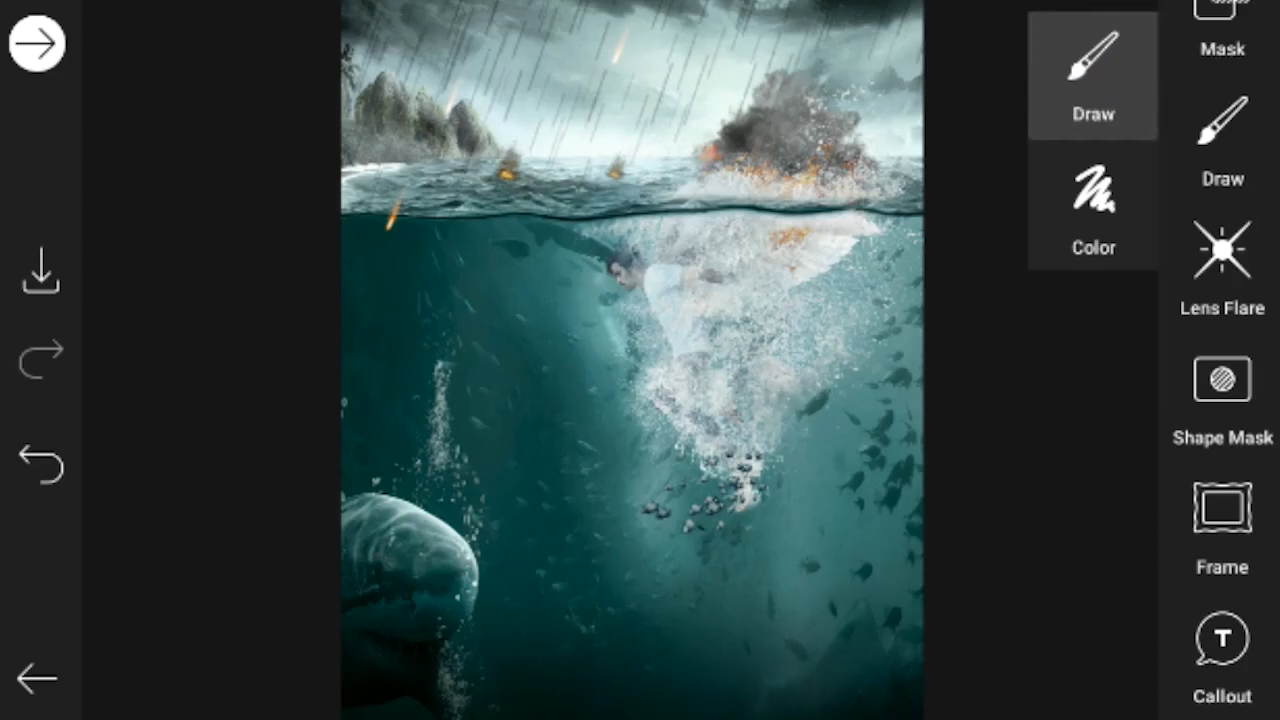 Draw
Color
Mask
Draw
Lens Flare
Shape Mask
Frame
T
Callout